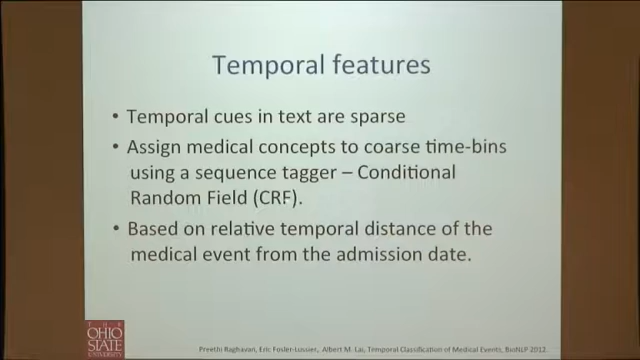 Temporal features
• Temporal cues in text are sparse
• Assign medical concepts to coarse time-bins
using a sequence tagger – Conditional
Random Field (CRF).
• Based on relative temporal distance of the
medical event from the admission date.
THE
OHIO
STATE
UNIVERSITY
Preethi Raghavan, Eric Fosler-Lussier, Albert M. Lai, Temporal Classification of Medical Events, BioNLP 2012.